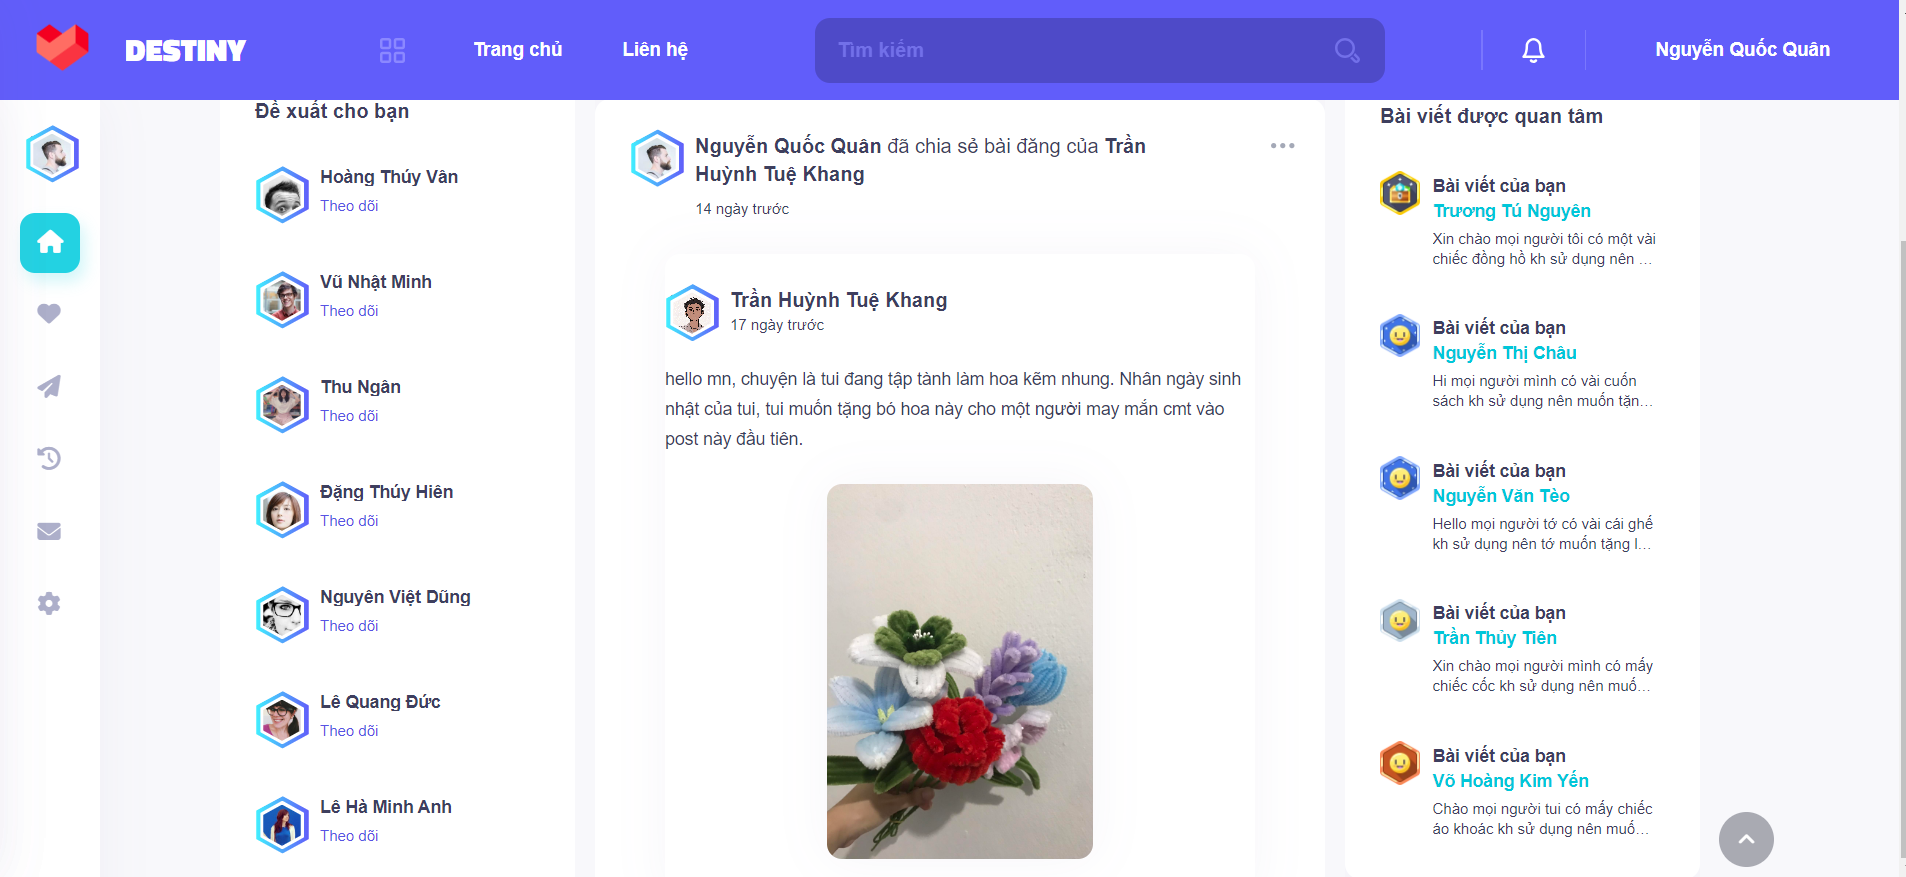 DESTINY
Trang chủ
Liên hệ
Tìm kiếm
Nguyễn Quốc Quân
Đề xuất cho bạn
Hoàng Thúy Vân
Theo dõi
Vũ Nhật Minh
Theo dõi
Thu Ngân
Theo dõi
Đặng Thúy Hiên
Theo dõi
Nguyên Việt Dũng
Theo dõi
Lê Quang Đức
Theo dõi
Lê Hà Minh Anh
Theo dõi
Nguyễn Quốc Quân đã chia sẻ bài đăng của Trần
Huỳnh Tuệ Khang
14 ngày trước
Trần Huỳnh Tuệ Khang
17 ngày trước
hello mn, chuyện là tui đang tập tành làm hoa kẽm nhung. Nhân ngày sinh
nhật của tui, tui muốn tặng bó hoa này cho một người may mắn cmt vào
post này đầu tiên.
Bài viết được quan tâm
Bài viết của bạn
Trương Tú Nguyên
Xin chào mọi người tôi có một vài
chiếc đồng hồ kh sử dụng nên ...
Bài viết của bạn
Nguyễn Thị Châu
Hi mọi người mình có vài cuốn
sách kh sử dụng nên muốn tặn...
Bài viết của bạn
Nguyễn Văn Tèo
Hello mọi người tớ có vài cái ghế
kh sử dụng nên tớ muốn tặng l...
Bài viết của bạn
Trần Thủy Tiên
Xin chào mọi người mình có mấy
chiếc cốc kh sử dụng nên muố...
Bài viết của bạn
Võ Hoàng Kim Yến
Chào mọi người tui có mấy chiếc
áo khoác kh sử dụng nên muố...